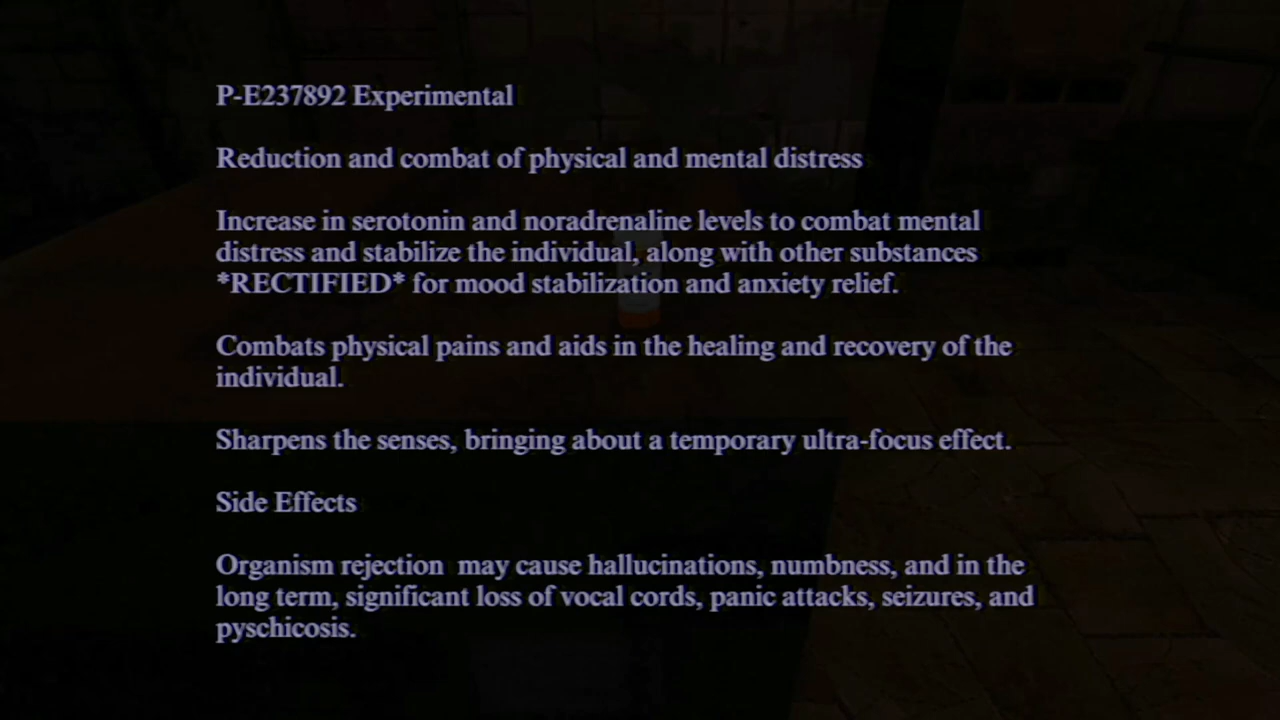 P-E237892 Experimental
Reduction and combat of physical and mental distress
Increase in serotonin and noradrenaline levels to combat mental
distress and stabilize the individual, along with other substances
*RECTIFIED* for mood stabilization and anxiety relief.
Combats physical pains and aids in the healing and recovery of the
individual.
Sharpens the senses, bringing about a temporary ultra-focus effect.
Side Effects
Organism rejection  may cause hallucinations, numbness, and in the
long term, significant loss of vocal cords, panic attacks, seizures, and
pyschicosis.